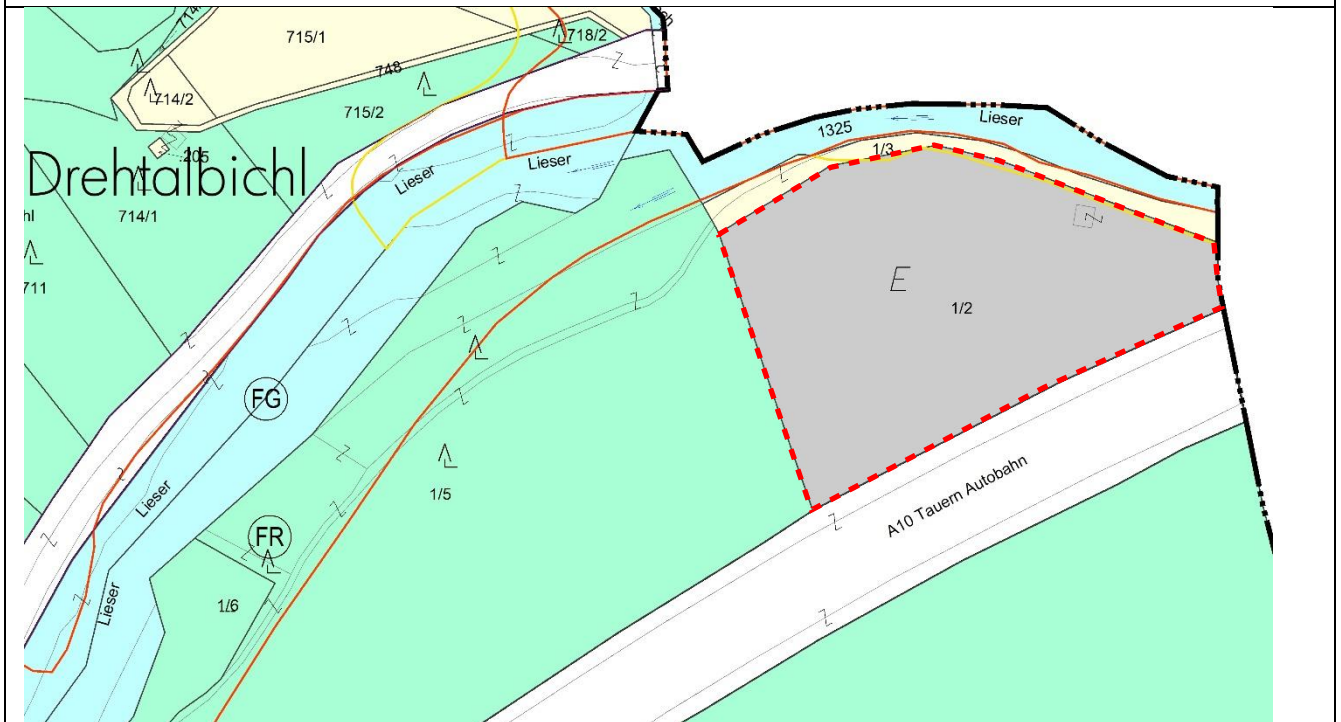 715/1
718/2
748
714/2
715/2
205
Drehtalbichl
714/1
hl
711
Lieser
Lieser
1325
Lieser
1/3
E
1/2
FG
Lieser
1/5
A10 Tauern Autobahn
FR
Lieser
1/6